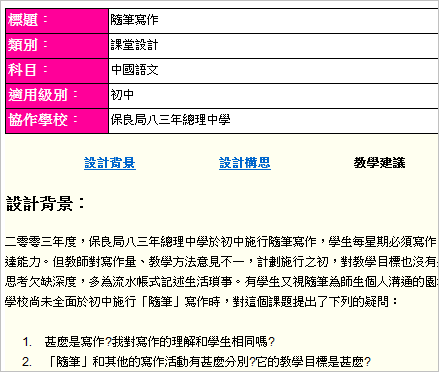 標題： 隨筆寫作
類別： 課堂設計
科目： 中國語文
適用級別： 初中
協作學校： 保良局八三年總理中學
設計背景 設計構思 教學建議
設計背景：
二零零三年度，保良局八三年總理中學於初中施行隨筆寫作，學生每星期必須寫作
達能力。但教師對寫作量、教學方法意見不一，計劃施行之初，對教學目標也沒有
思考欠缺深度，多為流水帳式記述生活瑣事。有學生又視隨筆為師生個人溝通的園
學校尚未全面於初中施行「隨筆」寫作時，對這個課題提出了下列的疑問：
1. 甚麼是寫作?我對寫作的理解和學生相同嗎?
2. 「隨筆」和其他的寫作活動有甚麼分別?它的教學目標是甚麼?